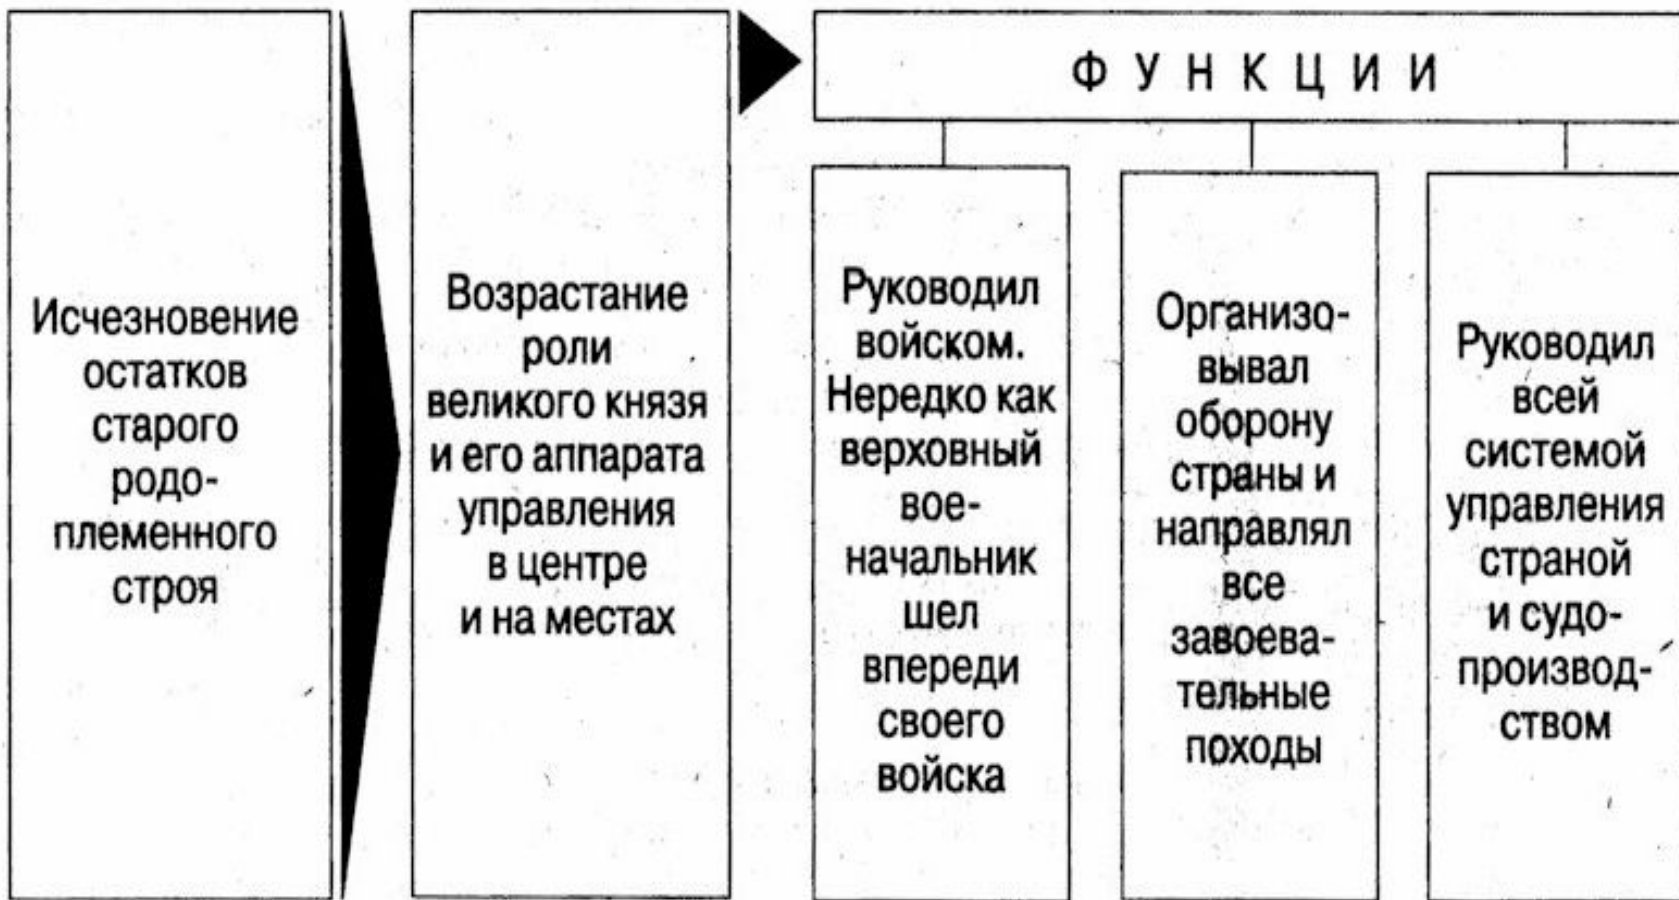 Исчезновение
остатков
старого
родо-
племенного
строя
Возрастание
роли
великого князя
и его аппарата
управления
в центре
и на местах
ФУНКЦИИ
Руководил
войском.
Нередко как
верховный
вое-
начальник
шел
впереди
своего
войска
Организо-
вывал
оборону
страны и
направлял
все
завоева-
тельные
походы
Руководил
всей
системой
управления
страной
и судо-
производ-
ством